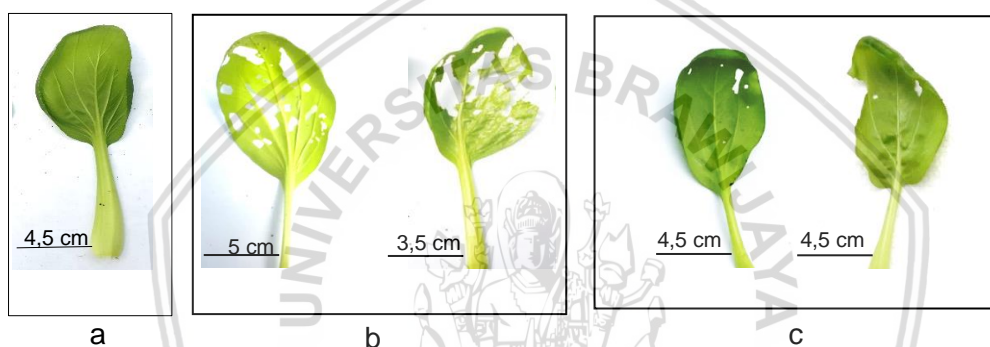 4,5 cm
5 cm
3,5 cm
4,5 cm
4,5 cm
a
b
c
UNIVERSITAS BRAWIJAYA